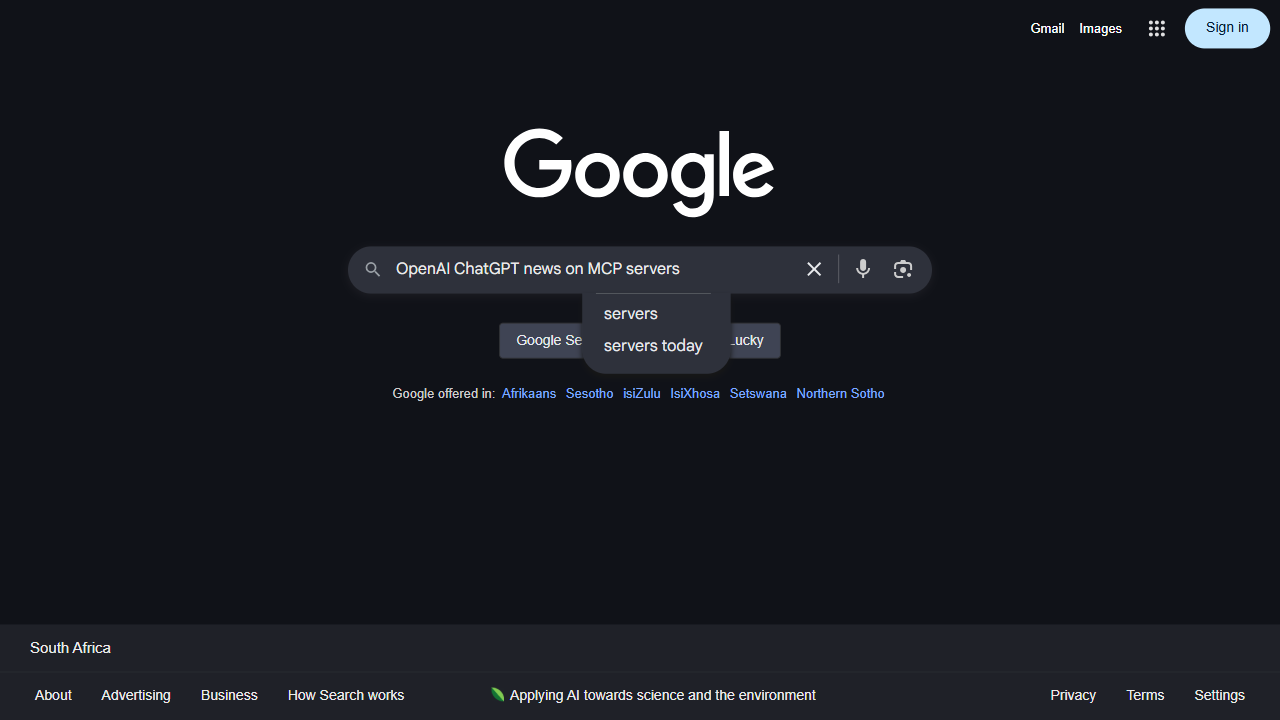 Gmail Images Sign in
Google
OpenAI ChatGPT news on MCP servers
servers
servers today
Google Se Lucky
Google offered in: Afrikaans Sesotho isiZulu IsiXhosa Setswana Northern Sotho
South Africa
About Advertising Business How Search works Applying AI towards science and the environment Privacy Terms Settings